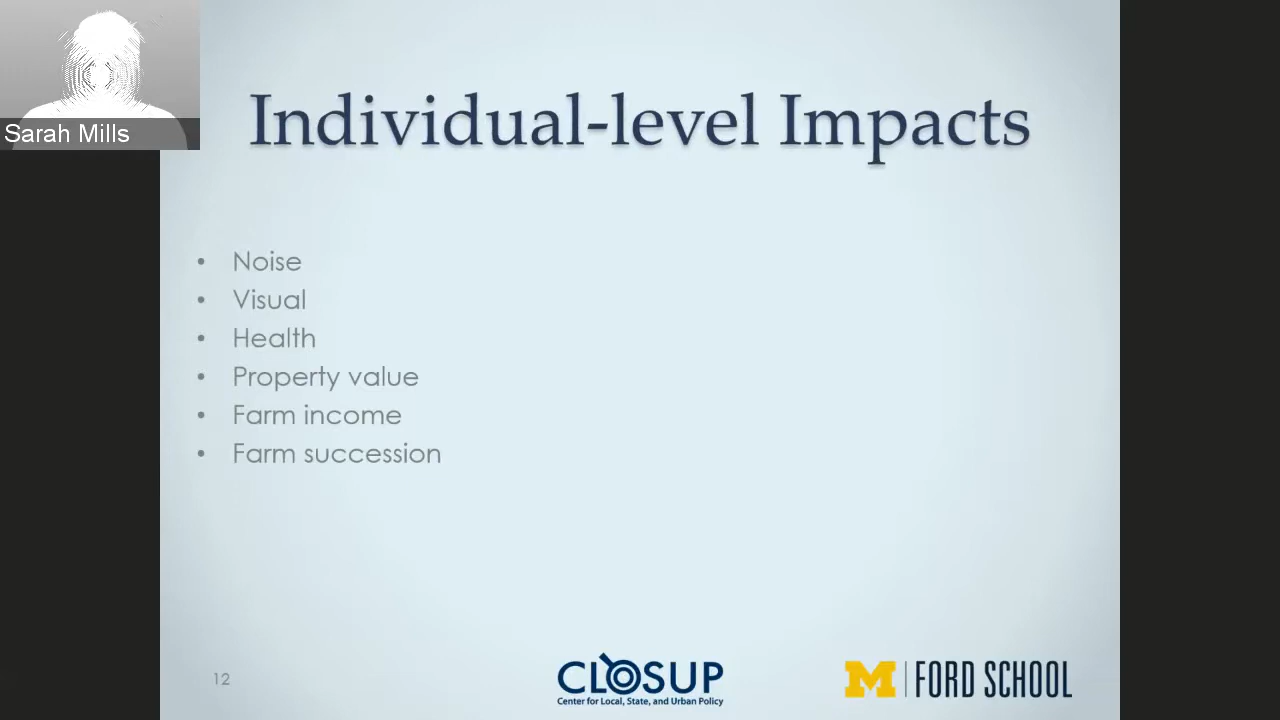 Sarah Mills
Individual-level Impacts
• Noise
• Visual
• Health
• Property value
• Farm income
• Farm succession
12
CLOSUP
Center for Local, State, and Urban Policy
M | FORD SCHOOL